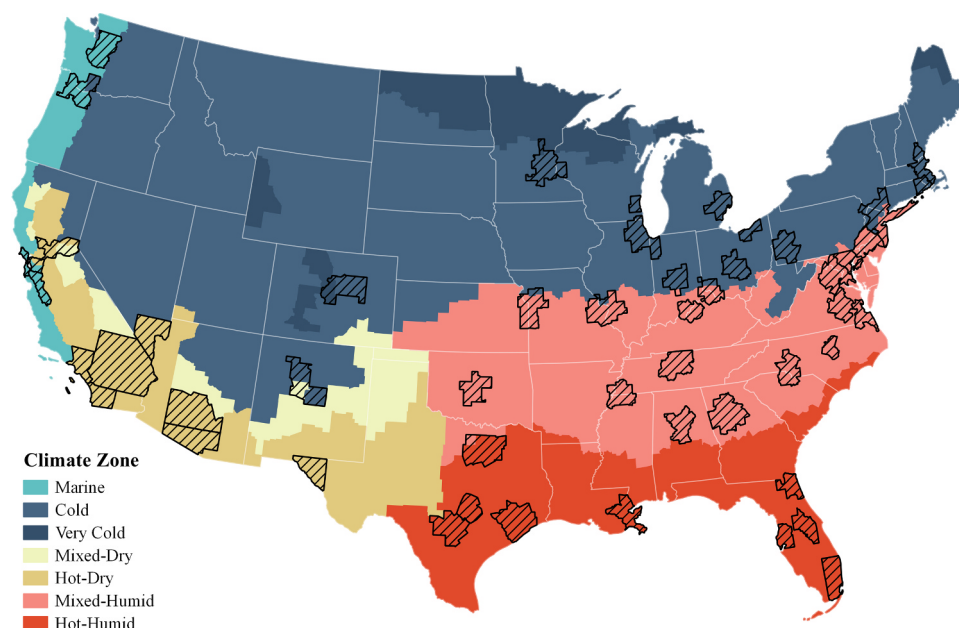 Climate Zone
Marine
Cold
Very Cold
Mixed-Dry
Hot-Dry
Mixed-Humid
Hot-Humid